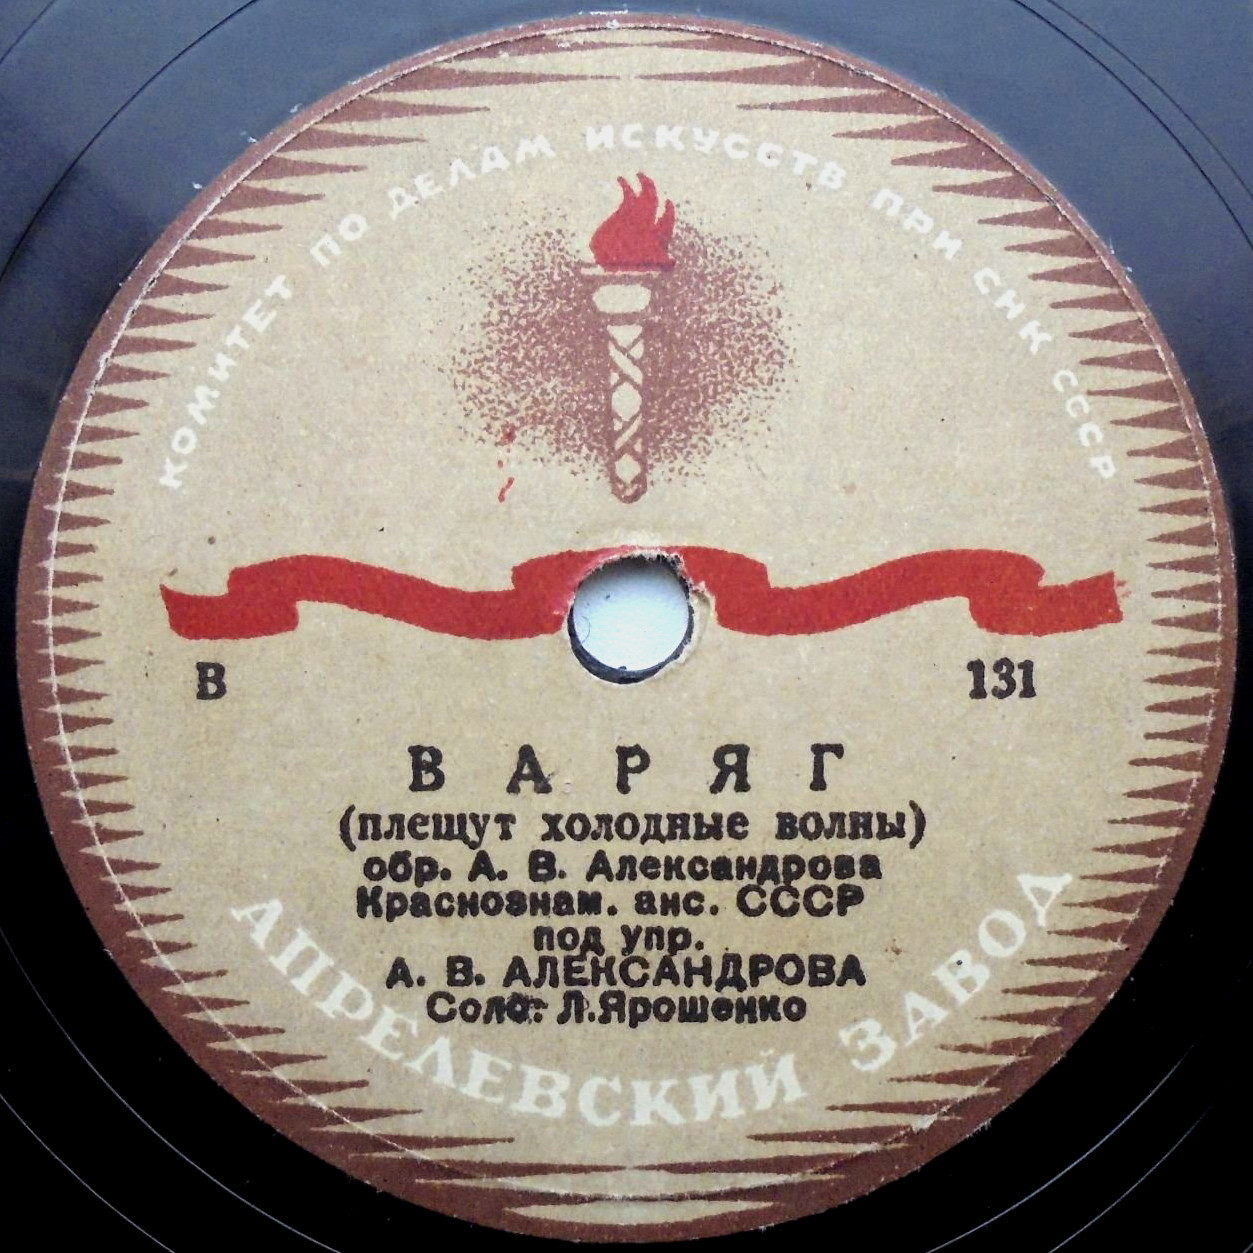 КОМИТЕТ ПО ДЕЛАМ ИСКУССТВ ПРИ СНК СССР
В 131
ВАРЯГ
(плещут холодные волны)
обр. А. В. Александрова
Краснознам. анс. СССР
под упр.
А. В. АЛЕКСАНДРОВА
Соло: Л.Ярошенко
АПРЕЛЕВСКИЙ ЗАВОД